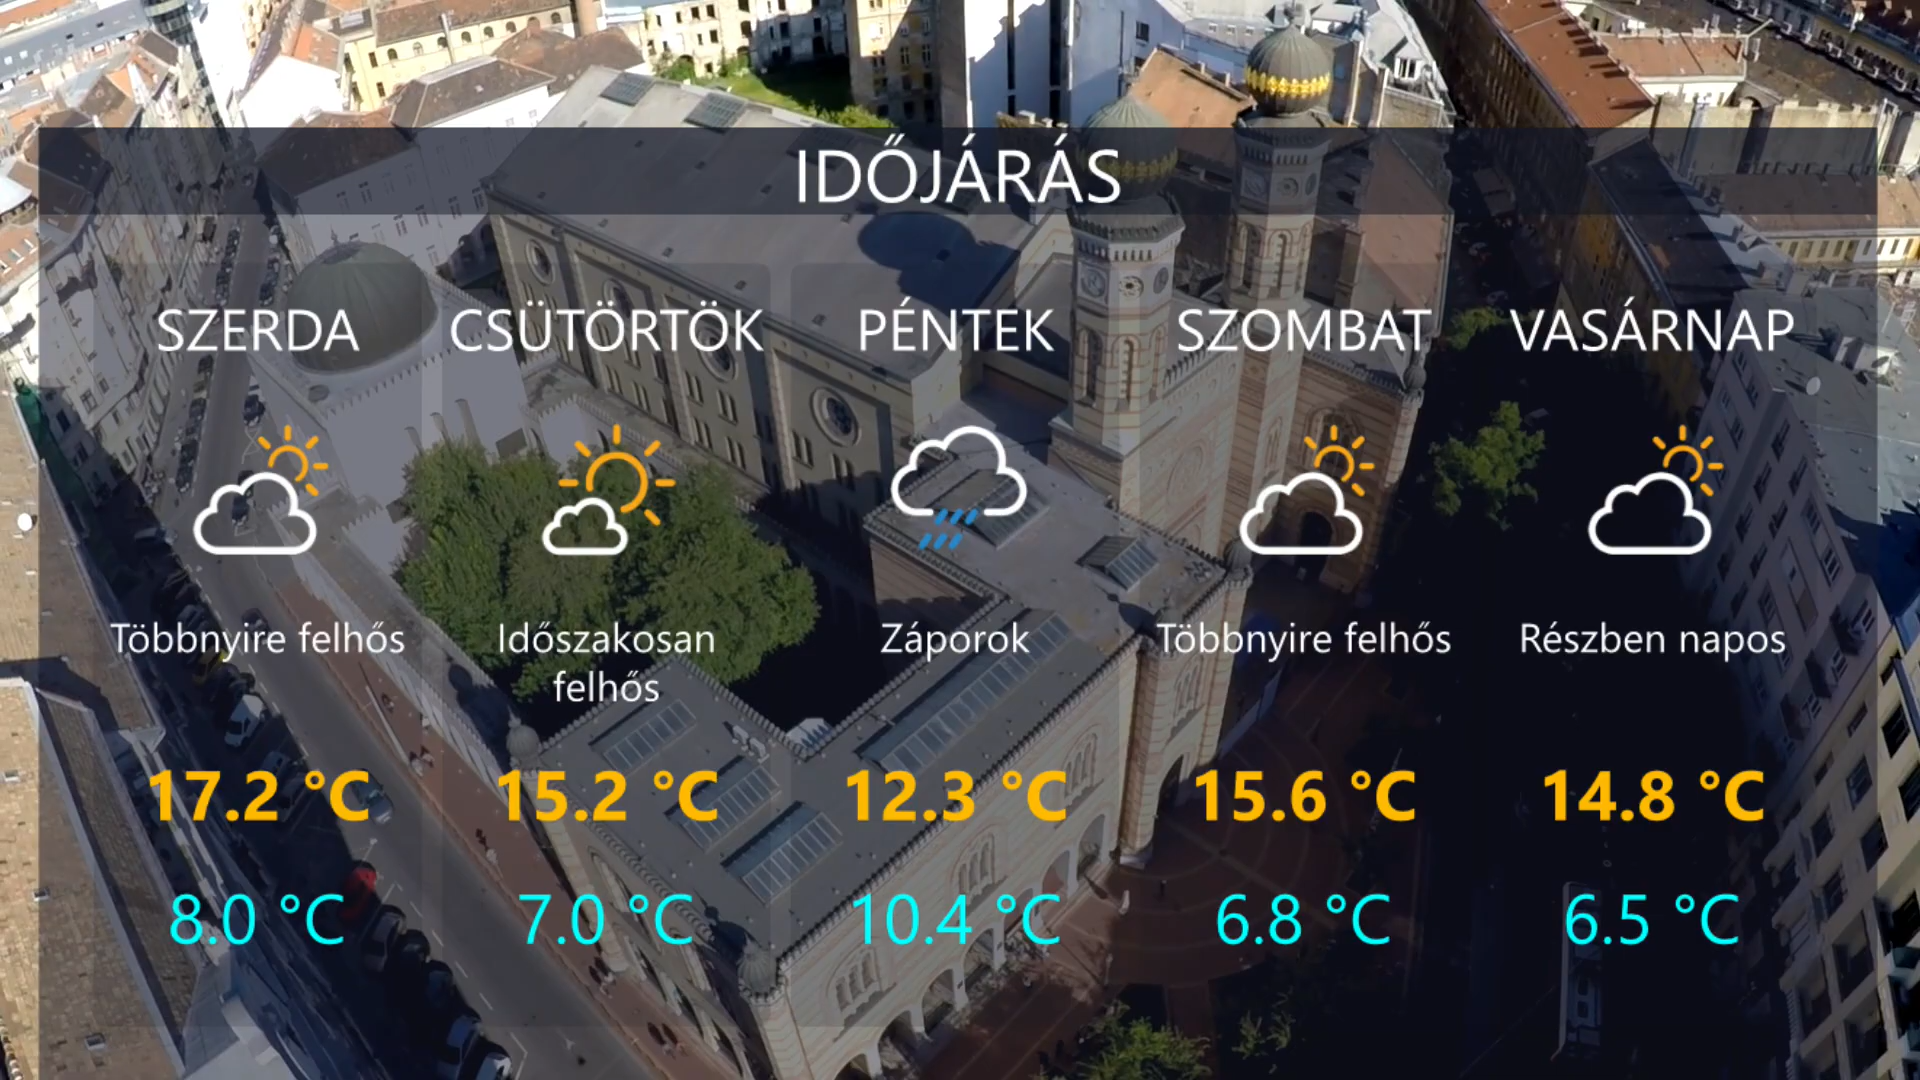 IDŐJÁRÁS
SZERDA
Többnyire felhős
17.2 °C
8.0 °C
CSÜTÖRTÖK
Időszakosan
felhős
15.2 °C
7.0 °C
PÉNTEK
Záporok
12.3 °C
10.4 °C
SZOMBAT
Többnyire felhős
15.6 °C
6.8 °C
VASÁRNAP
Részben napos
14.8 °C
6.5 °C